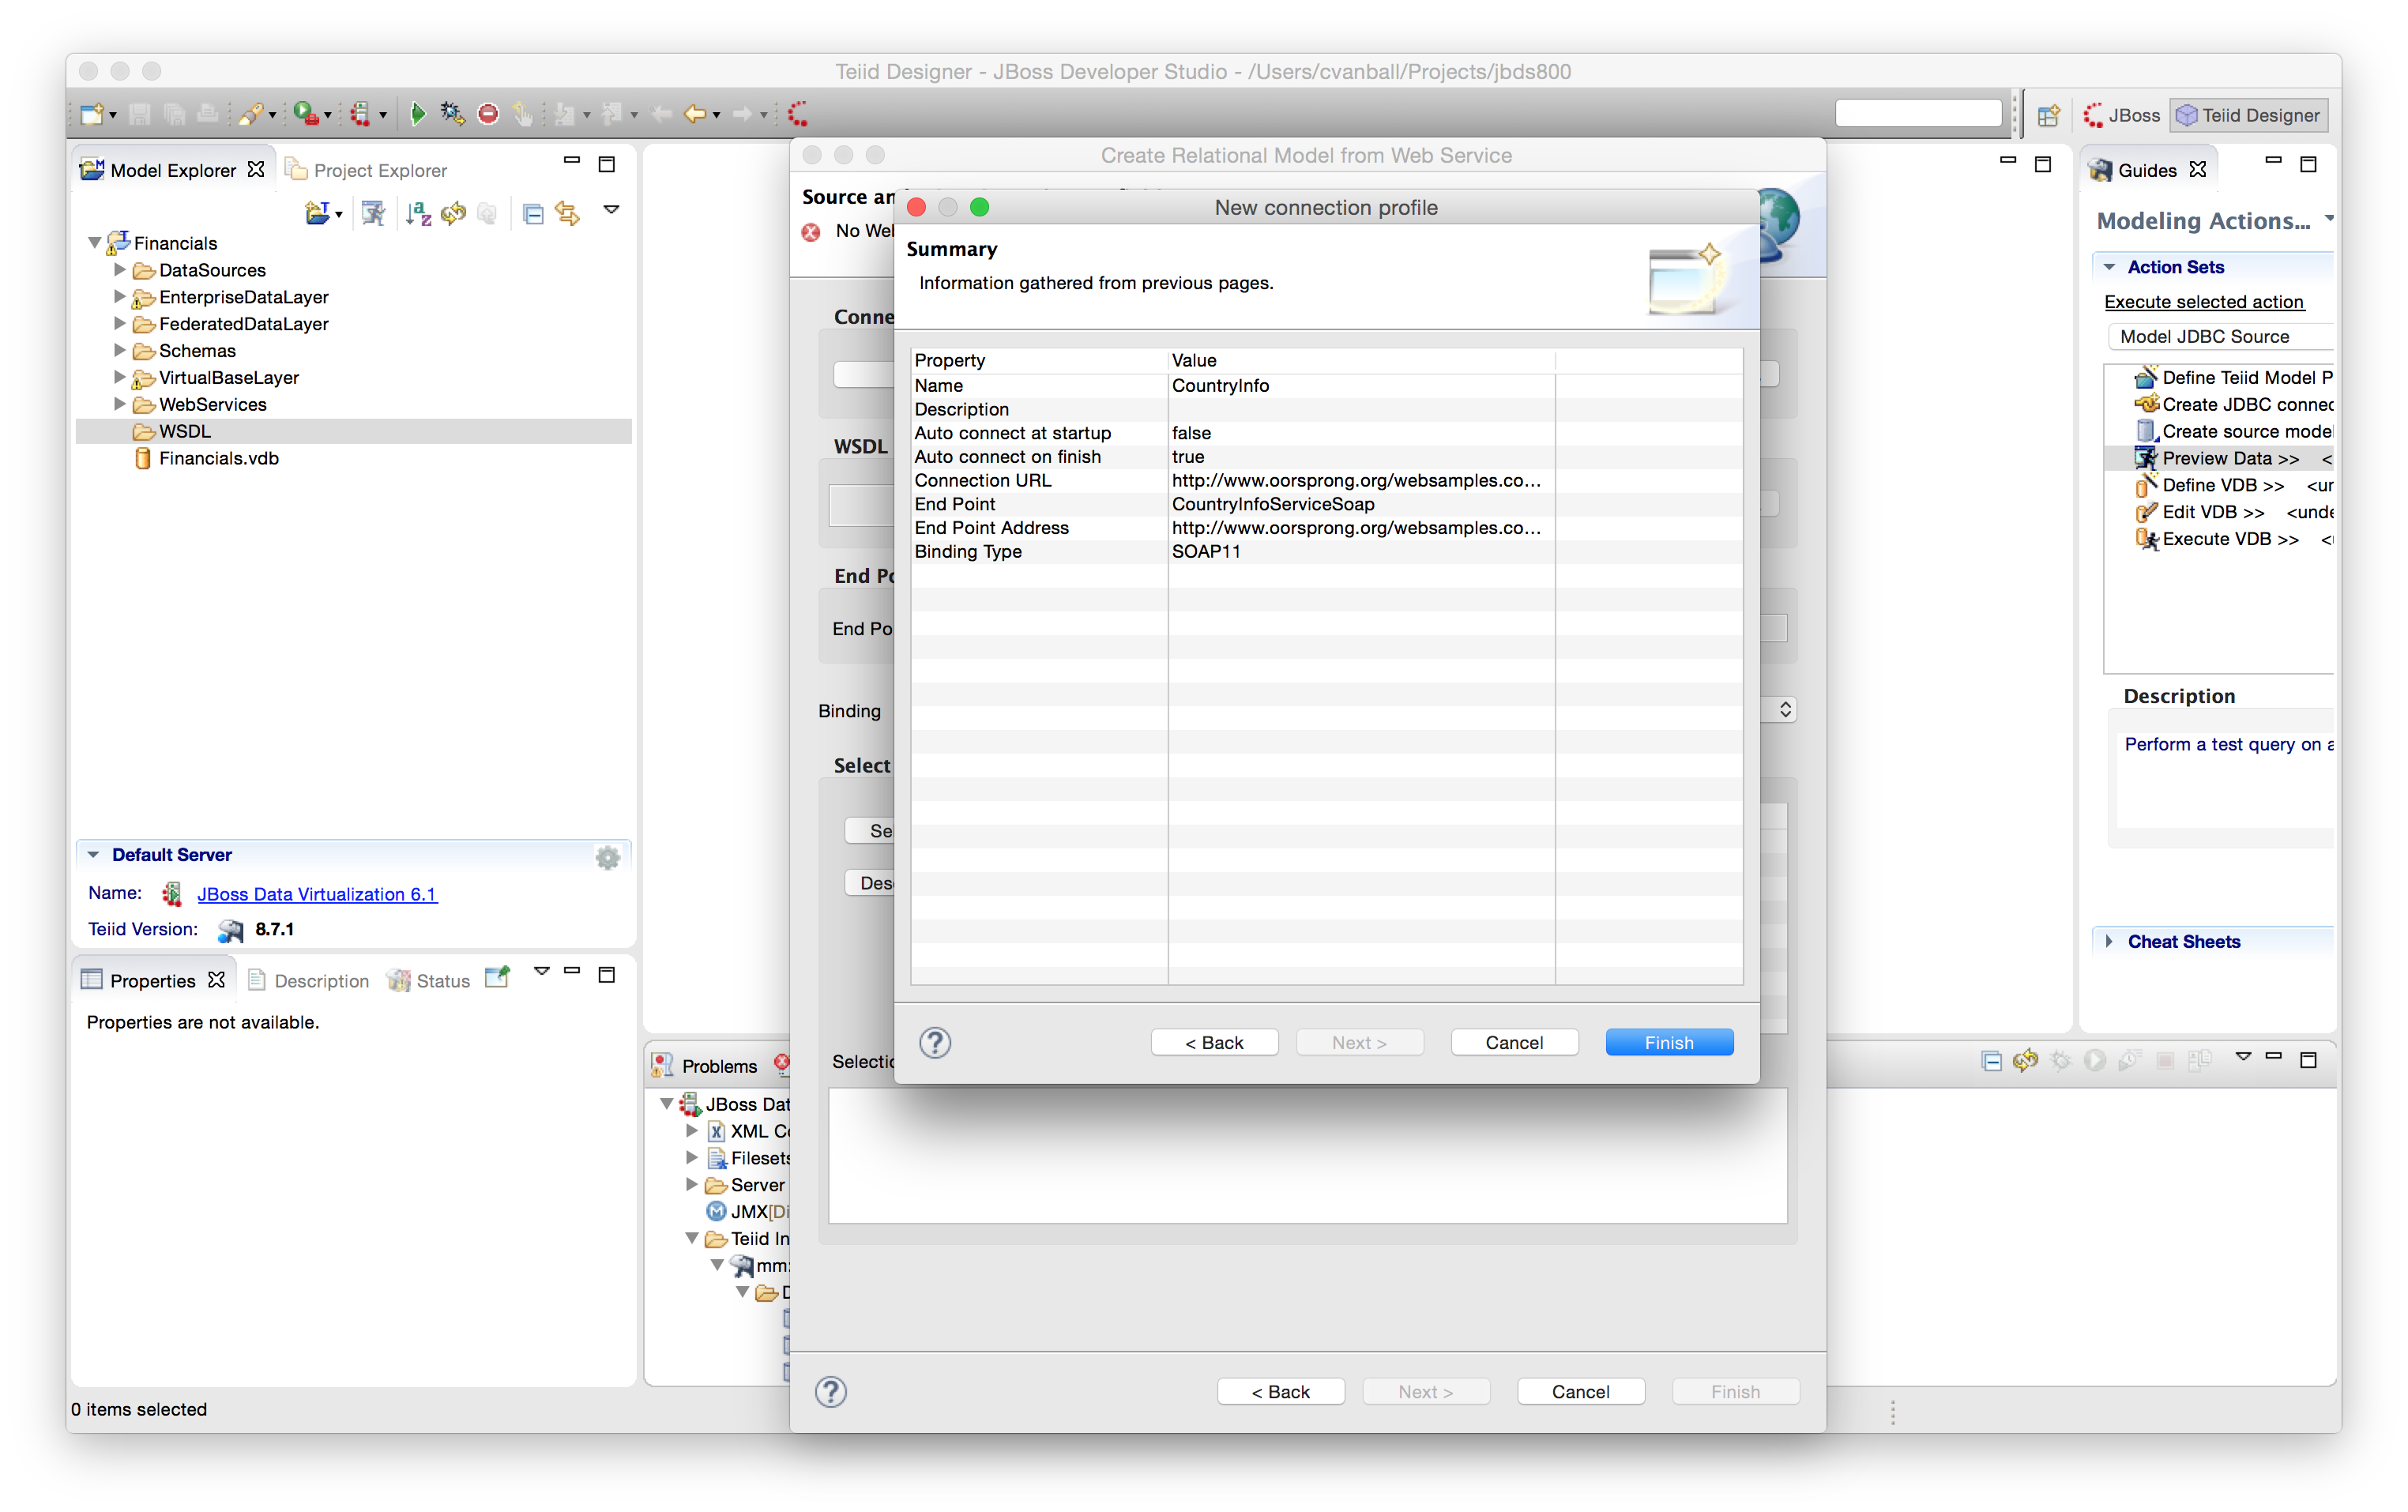 Teiid Designer - JBoss Developer Studio - /Users/cvanball/Projects/jbds800
JBoss
Teiid Designer
Model Explorer
Project Explorer
Financials
DataSources
EnterpriseDataLayer
FederatedDataLayer
Schemas
VirtualBaseLayer
WebServices
WSDL
Financials.vdb
Default Server
Name: JBoss Data Virtualization 6.1
Teiid Version: 8.7.1
Properties
Description
Status
Properties are not available.
0 items selected
Problems
JBoss Dat
XML Co
Filesets
Server
JMX[Di
Teiid In
mm:
Create Relational Model from Web Service
Source an
No We
Conne
WSDL
End Po
End Po
Binding
Select
Se
Des
Selectio
< Back
Next >
Cancel
Finish
New connection profile
Summary
Information gathered from previous pages.
Property Value
Name CountryInfo
Description
Auto connect at startup false
Auto connect on finish true
Connection URL http://www.oorsprong.org/websamples.co...
End Point CountryInfoServiceSoap
End Point Address http://www.oorsprong.org/websamples.co...
Binding Type SOAP11
< Back
Next >
Cancel
Finish
Guides
Modeling Actions...
Action Sets
Execute selected action
Model JDBC Source
Define Teiid Model P
Create JDBC connec
Create source mode
Preview Data >> <
Define VDB >> <ur
Edit VDB >> <unde
Execute VDB >> <
Description
Perform a test query on a
Cheat Sheets